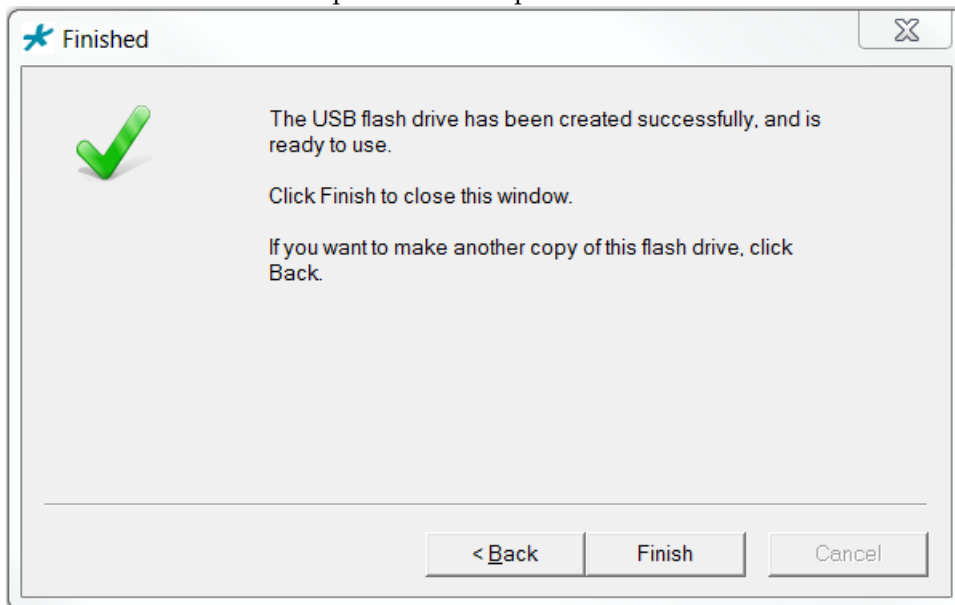 Finished
The USB flash drive has been created successfully, and is
ready to use.
Click Finish to close this window.
If you want to make another copy of this flash drive, click
Back.
< Back
Finish
Cancel